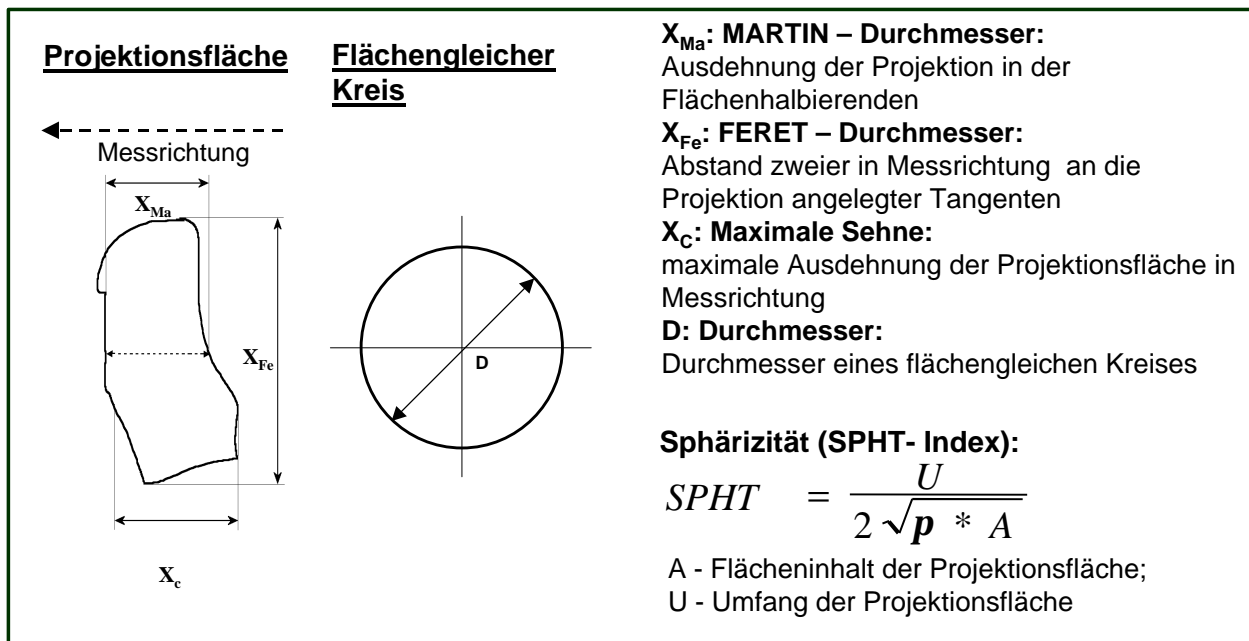 Projektionsfläche
Flächengleicher
Kreis
Messrichtung
X_Ma
X_Fe
X_c
D
X_Ma: MARTIN – Durchmesser:
Ausdehnung der Projektion in der
Flächenhalbierenden
X_Fe: FERET – Durchmesser:
Abstand zweier in Messrichtung an die
Projektion angelegter Tangenten
X_C: Maximale Sehne:
maximale Ausdehnung der Projektionsfläche in
Messrichtung
D: Durchmesser:
Durchmesser eines flächengleichen Kreises
Sphärizität (SPHT- Index):
SPHT = U / 2 √p * A
A - Flächeninhalt der Projektionsfläche;
U - Umfang der Projektionsfläche